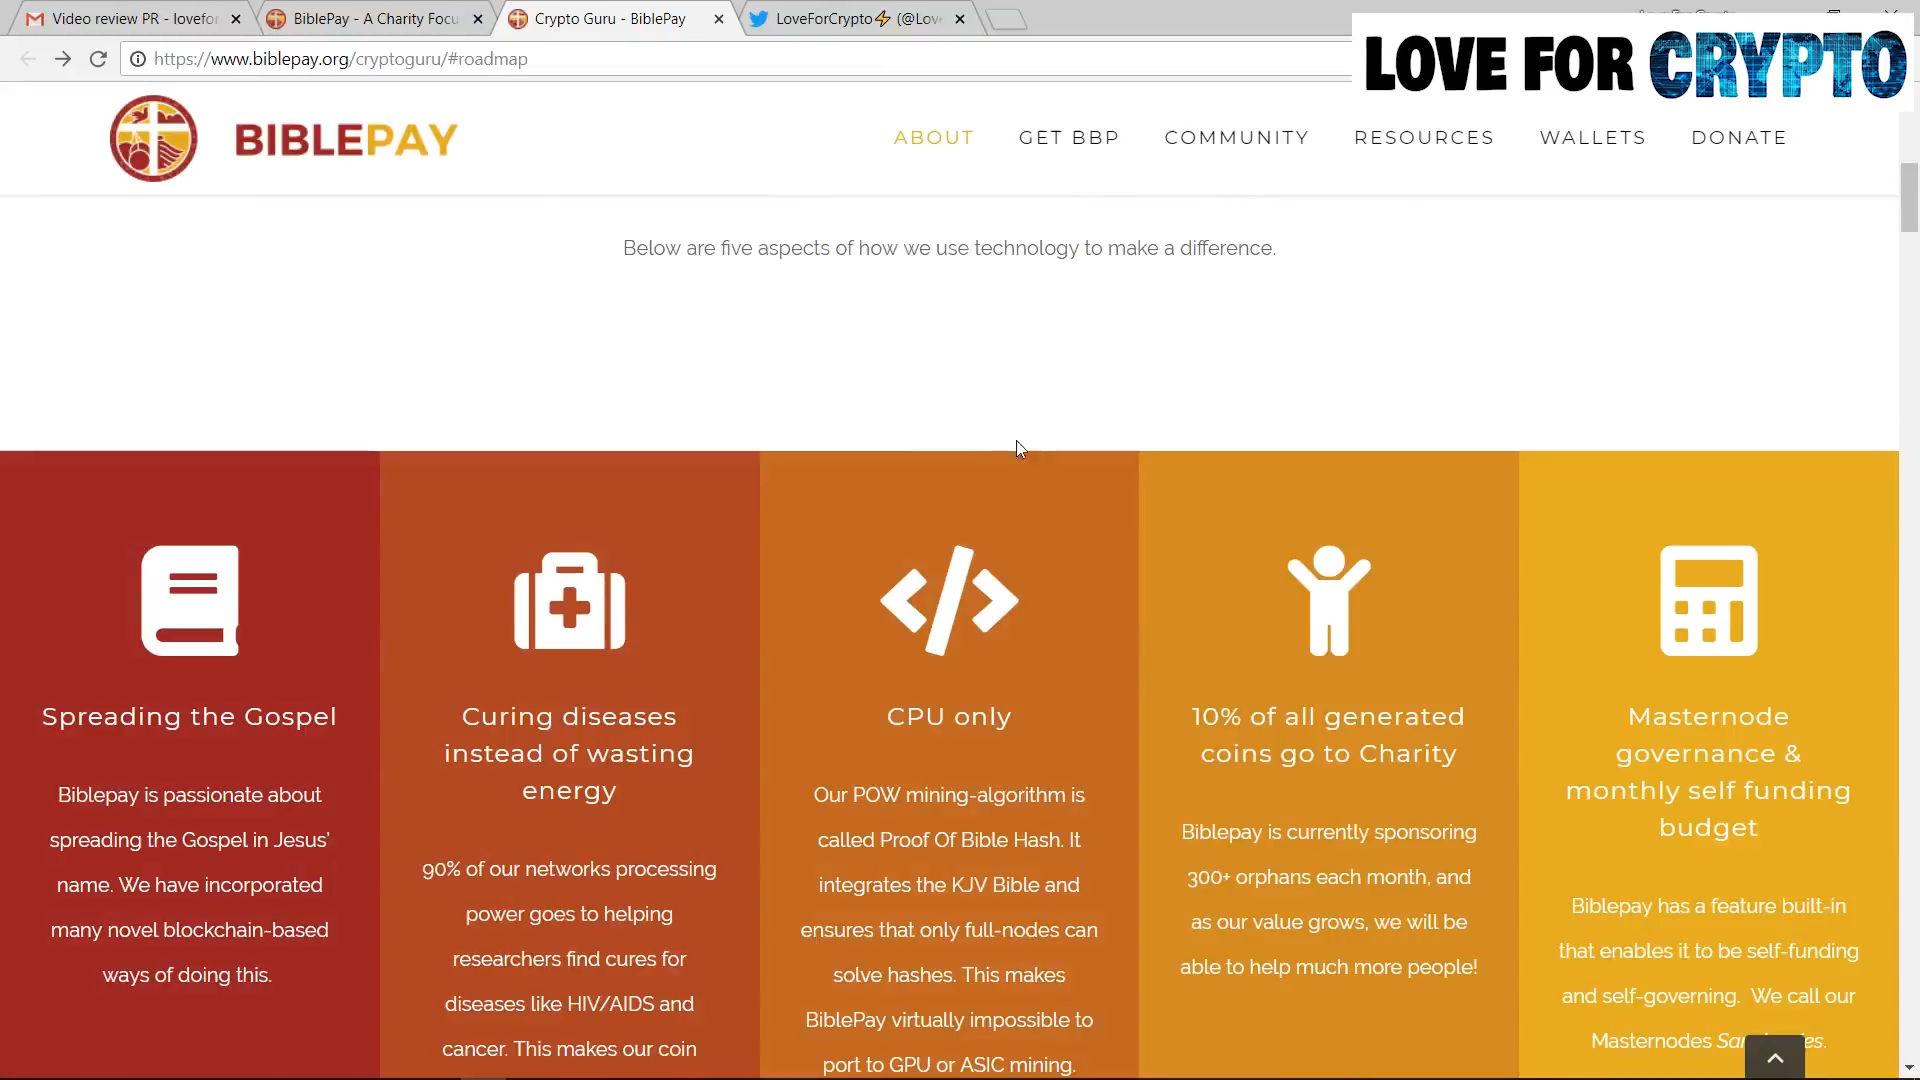 Video review PR - lovefor
BiblePay - A Charity Focu
Crypto Guru - BiblePay
LoveForCrypto⚡ (@Lov
https://www.biblepay.org/cryptoguru/#roadmap
LOVE FOR CRYPTO
BIBLEPAY
ABOUT
GET BBP
COMMUNITY
RESOURCES
WALLETS
DONATE
Below are five aspects of how we use technology to make a difference.
Spreading the Gospel
Biblepay is passionate about
spreading the Gospel in Jesus'
name. We have incorporated
many novel blockchain-based
ways of doing this.
Curing diseases
instead of wasting
energy
90% of our networks processing
power goes to helping
researchers find cures for
diseases like HIV/AIDS and
cancer. This makes our coin
CPU only
Our POW mining-algorithm is
called Proof Of Bible Hash. It
integrates the KJV Bible and
ensures that only full-nodes can
solve hashes. This makes
BiblePay virtually impossible to
port to GPU or ASIC mining.
10% of all generated
coins go to Charity
Biblepay is currently sponsoring
300+ orphans each month, and
as our value grows, we will be
able to help much more people!
Masternode
governance &
monthly self funding
budget
Biblepay has a feature built-in
that enables it to be self-funding
and self-governing. We call our
Masternodes